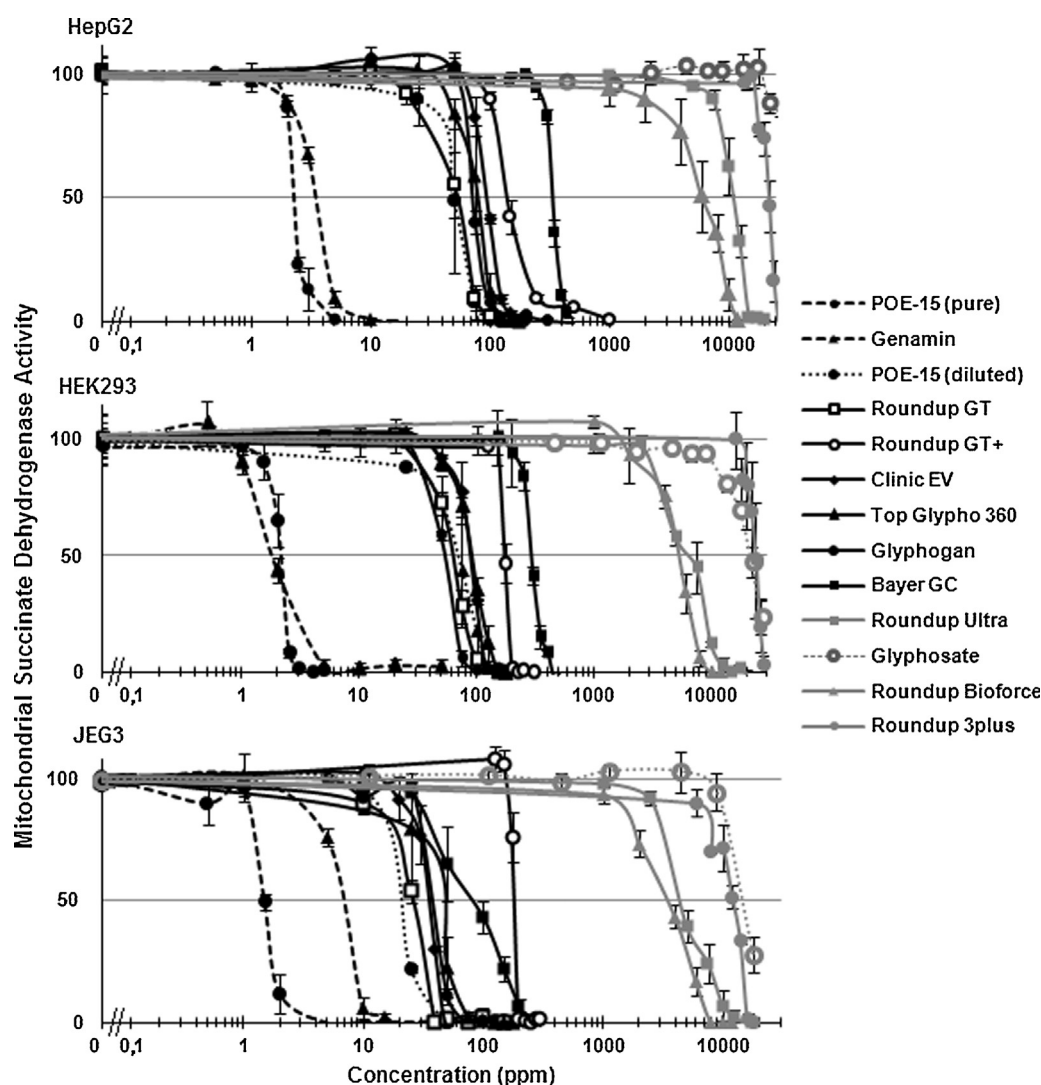 HepG2
100
50
0
0 0,1 1 10 100 1000 10000
HEK293
100
50
0
0 0,1 1 10 100 1000 10000
JEG3
100
50
0
0 0,1 1 10 100 1000 10000
Concentration (ppm)
Mitochondrial Succinate Dehydrogenase Activity
POE-15 (pure)
Genamin
POE-15 (diluted)
Roundup GT
Roundup GT+
Clinic EV
Top Glypho 360
Glyphogan
Bayer GC
Roundup Ultra
Glyphosate
Roundup Bioforce
Roundup 3plus